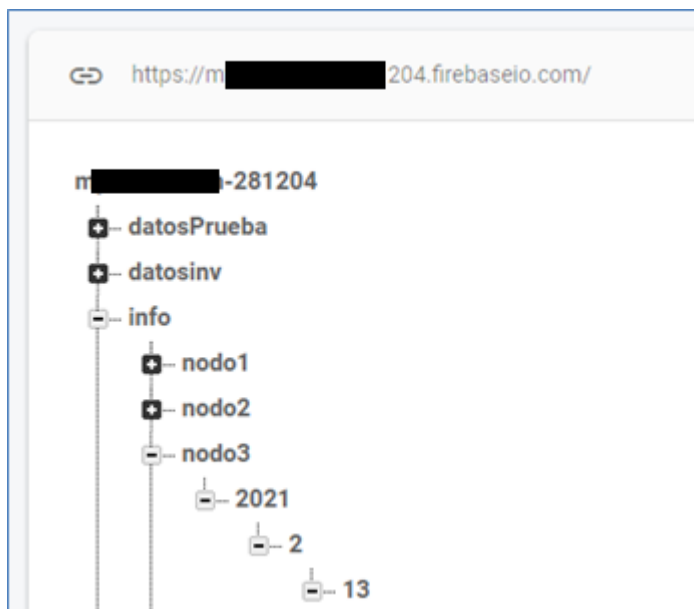 https://m 204.firebaseio.com/
m -281204
datosPrueba
datosinv
info
nodo1
nodo2
nodo3
2021
2
13